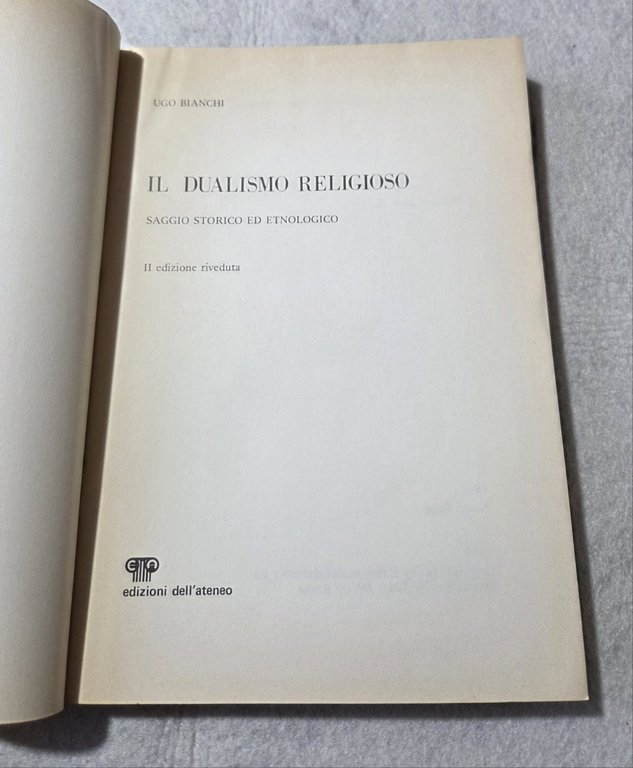 UGO BIANCHI
IL DUALISMO RELIGIOSO
SAGGIO STORICO ED ETNOLOGICO
II edizione riveduta
edizioni dell'ateneo